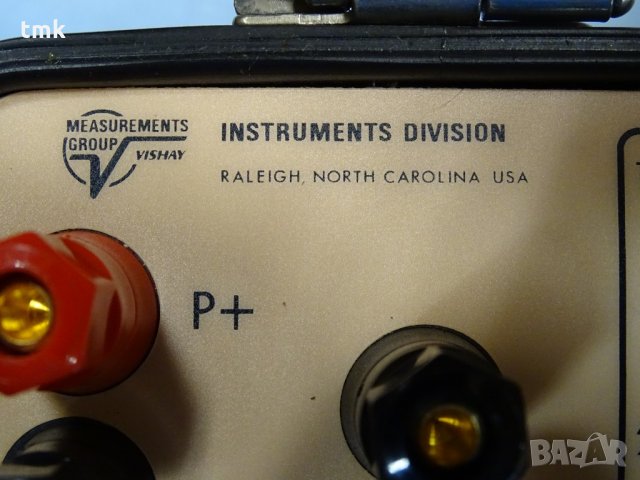 tmk
MEASUREMENTS
GROUP
VISHAY
INSTRUMENTS DIVISION
RALEIGH, NORTH CAROLINA USA
P+
BAZAR